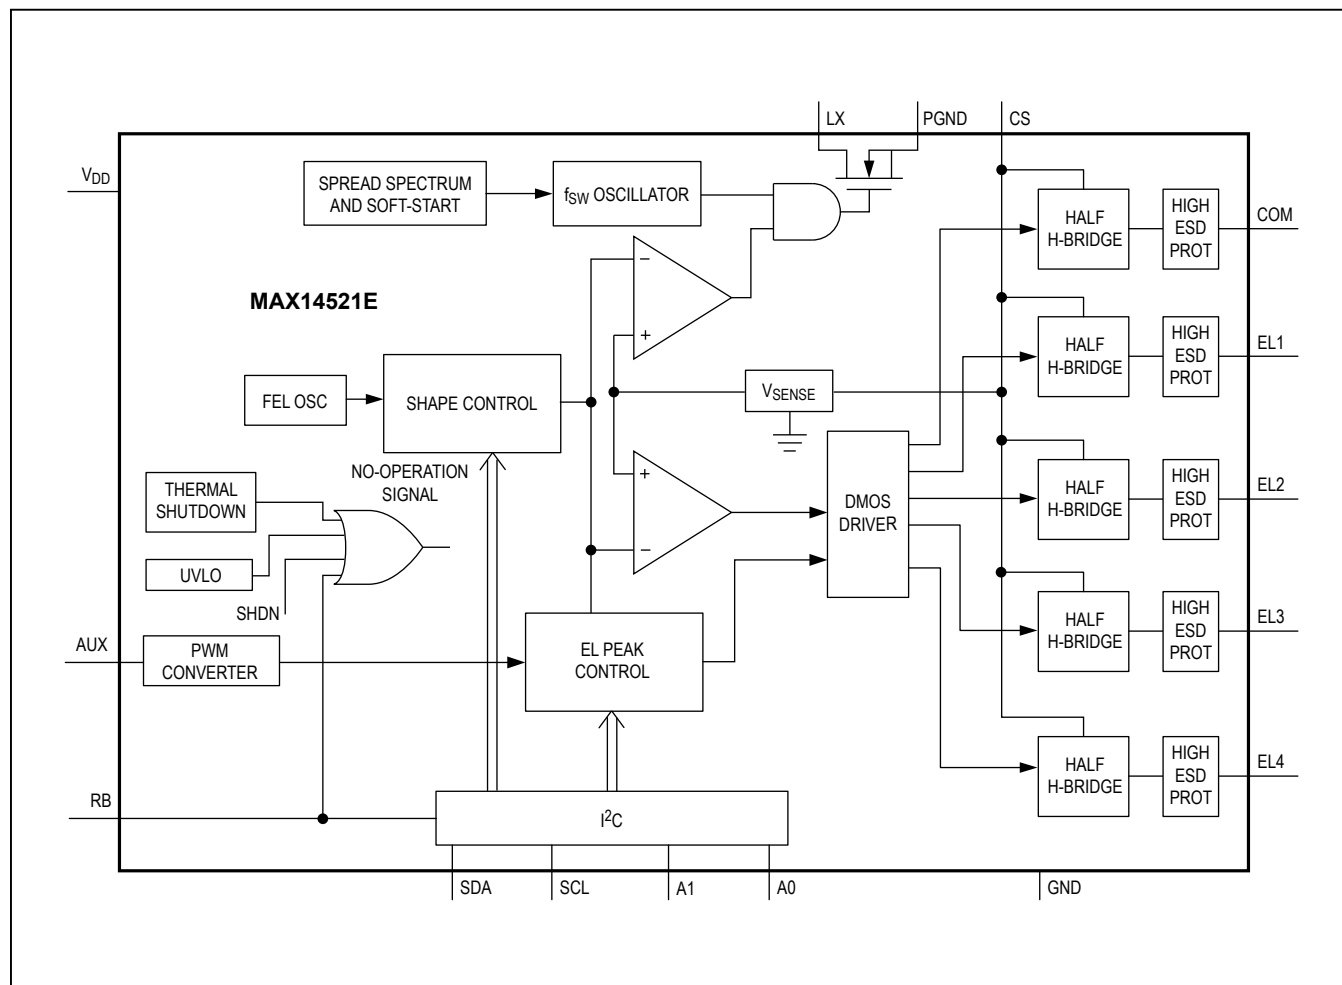 LX
PGND
CS
VDD
SPREAD SPECTRUM
AND SOFT-START
fSW OSCILLATOR
HALF
H-BRIDGE
HIGH
ESD
PROT
COM
MAX14521E
−
+
HALF
H-BRIDGE
HIGH
ESD
PROT
EL1
FEL OSC
SHAPE CONTROL
VSENSE
NO-OPERATION
SIGNAL
THERMAL
SHUTDOWN
UVLO
SHDN
+
−
DMOS
DRIVER
HALF
H-BRIDGE
HIGH
ESD
PROT
EL2
HALF
H-BRIDGE
HIGH
ESD
PROT
EL3
AUX
PWM
CONVERTER
EL PEAK
CONTROL
HALF
H-BRIDGE
HIGH
ESD
PROT
EL4
RB
I2C
SDA
SCL
A1
A0
GND